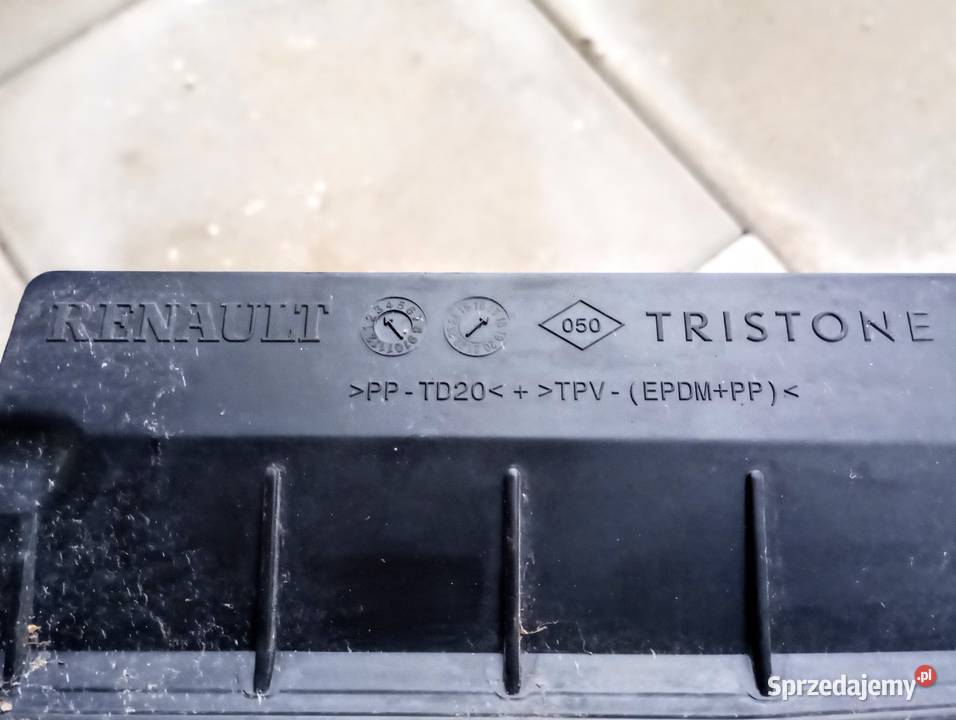 RENAULT 050 TRISTONE
>PP-TD20<+>TPV-(EPDM+PP)<
Sprzedajemy.pl